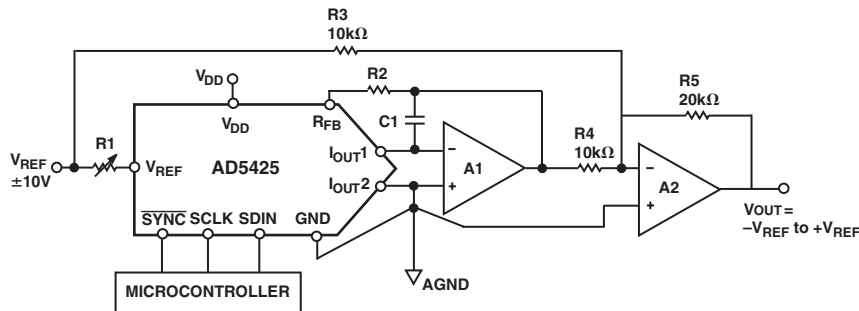 R3
10kΩ
VDD
R2
R5
20kΩ
VDD
RFB
C1
R1
R4
10kΩ
VREF
±10V
VREF
AD5425
IOUT1
A1
IOUT2
A2
SYNC SCLK SDIN GND
VOUT =
–VREF to +VREF
AGND
MICROCONTROLLER
–
+
–
+